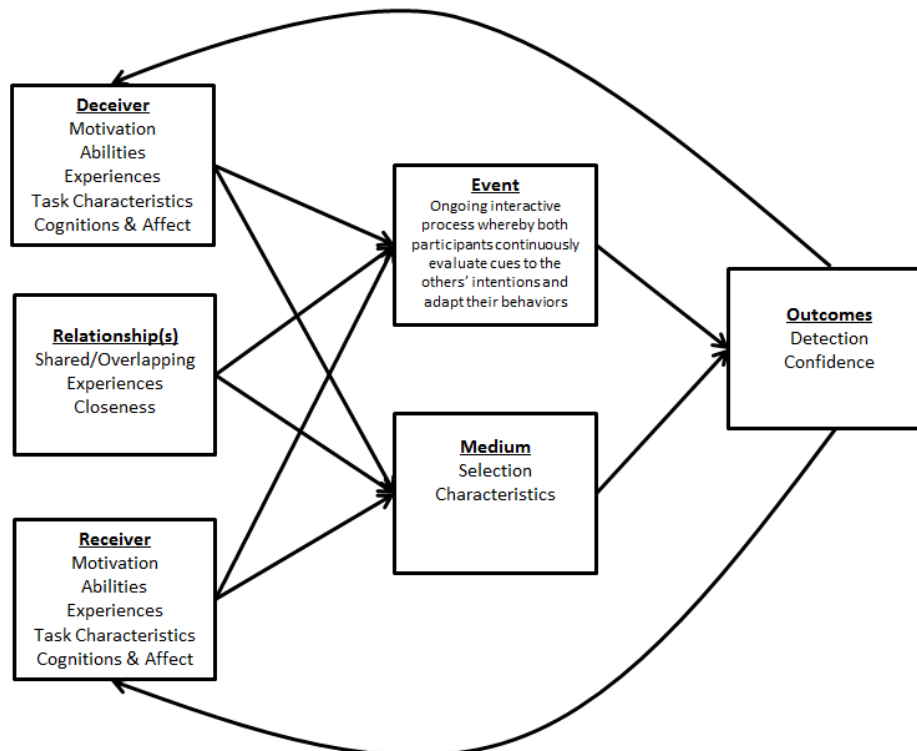 Deceiver
Motivation
Abilities
Experiences
Task Characteristics
Cognitions & Affect
Relationship(s)
Shared/Overlapping
Experiences
Closeness
Receiver
Motivation
Abilities
Experiences
Task Characteristics
Cognitions & Affect
Event
Ongoing interactive
process whereby both
participants continuously
evaluate cues to the
others’ intentions and
adapt their behaviors
Medium
Selection
Characteristics
Outcomes
Detection
Confidence